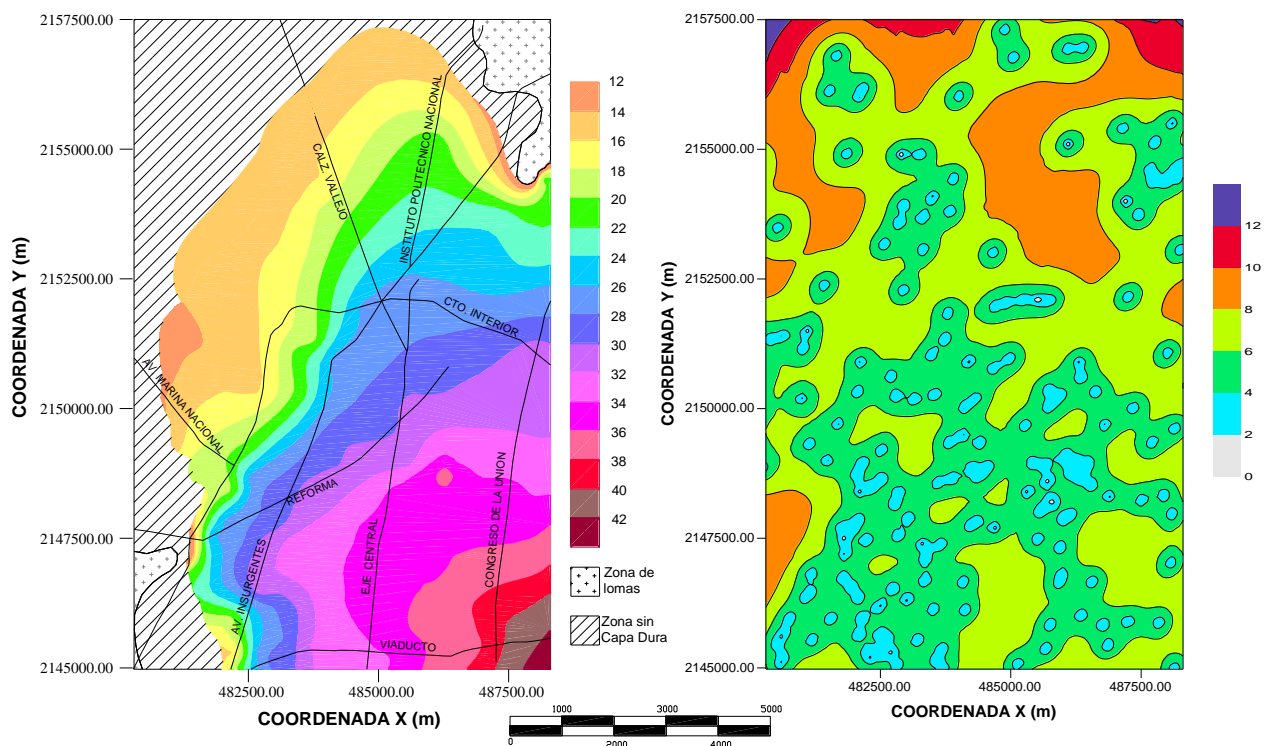 2157500.00
2155000.00
2152500.00
2150000.00
2147500.00
2145000.00
COORDENADA Y (m)
482500.00
485000.00
487500.00
COORDENADA X (m)
CALZ. VALLEJO
INSTITUTO POLITECNICO NACIONAL
CTO. INTERIOR
AV. MARINA NACIONAL
REFORMA
AV. INSURGENTES
EJE CENTRAL
CONGRESO DE LA UNION
VIADUCTO
12
14
16
18
20
22
24
26
28
30
32
34
36
38
40
42
Zona de
lomas
Zona sin
Capa Dura
2157500.00
2155000.00
2152500.00
2150000.00
2147500.00
2145000.00
COORDENADA Y (m)
482500.00
485000.00
487500.00
COORDENADA X (m)
12
10
8
6
4
2
0
1000
3000
5000
0
2000
4000